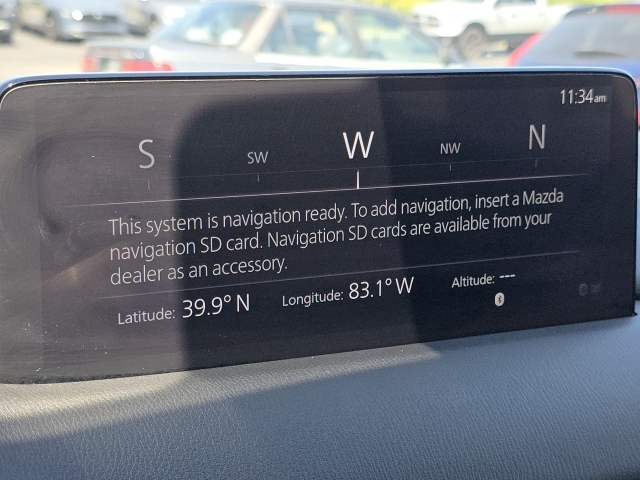 11:34am
S SW W NW N
This system is navigation ready. To add navigation, insert a Mazda
navigation SD card. Navigation SD cards are available from your
dealer as an accessory.
Latitude: 39.9° N Longitude: 83.1° W Altitude: ---